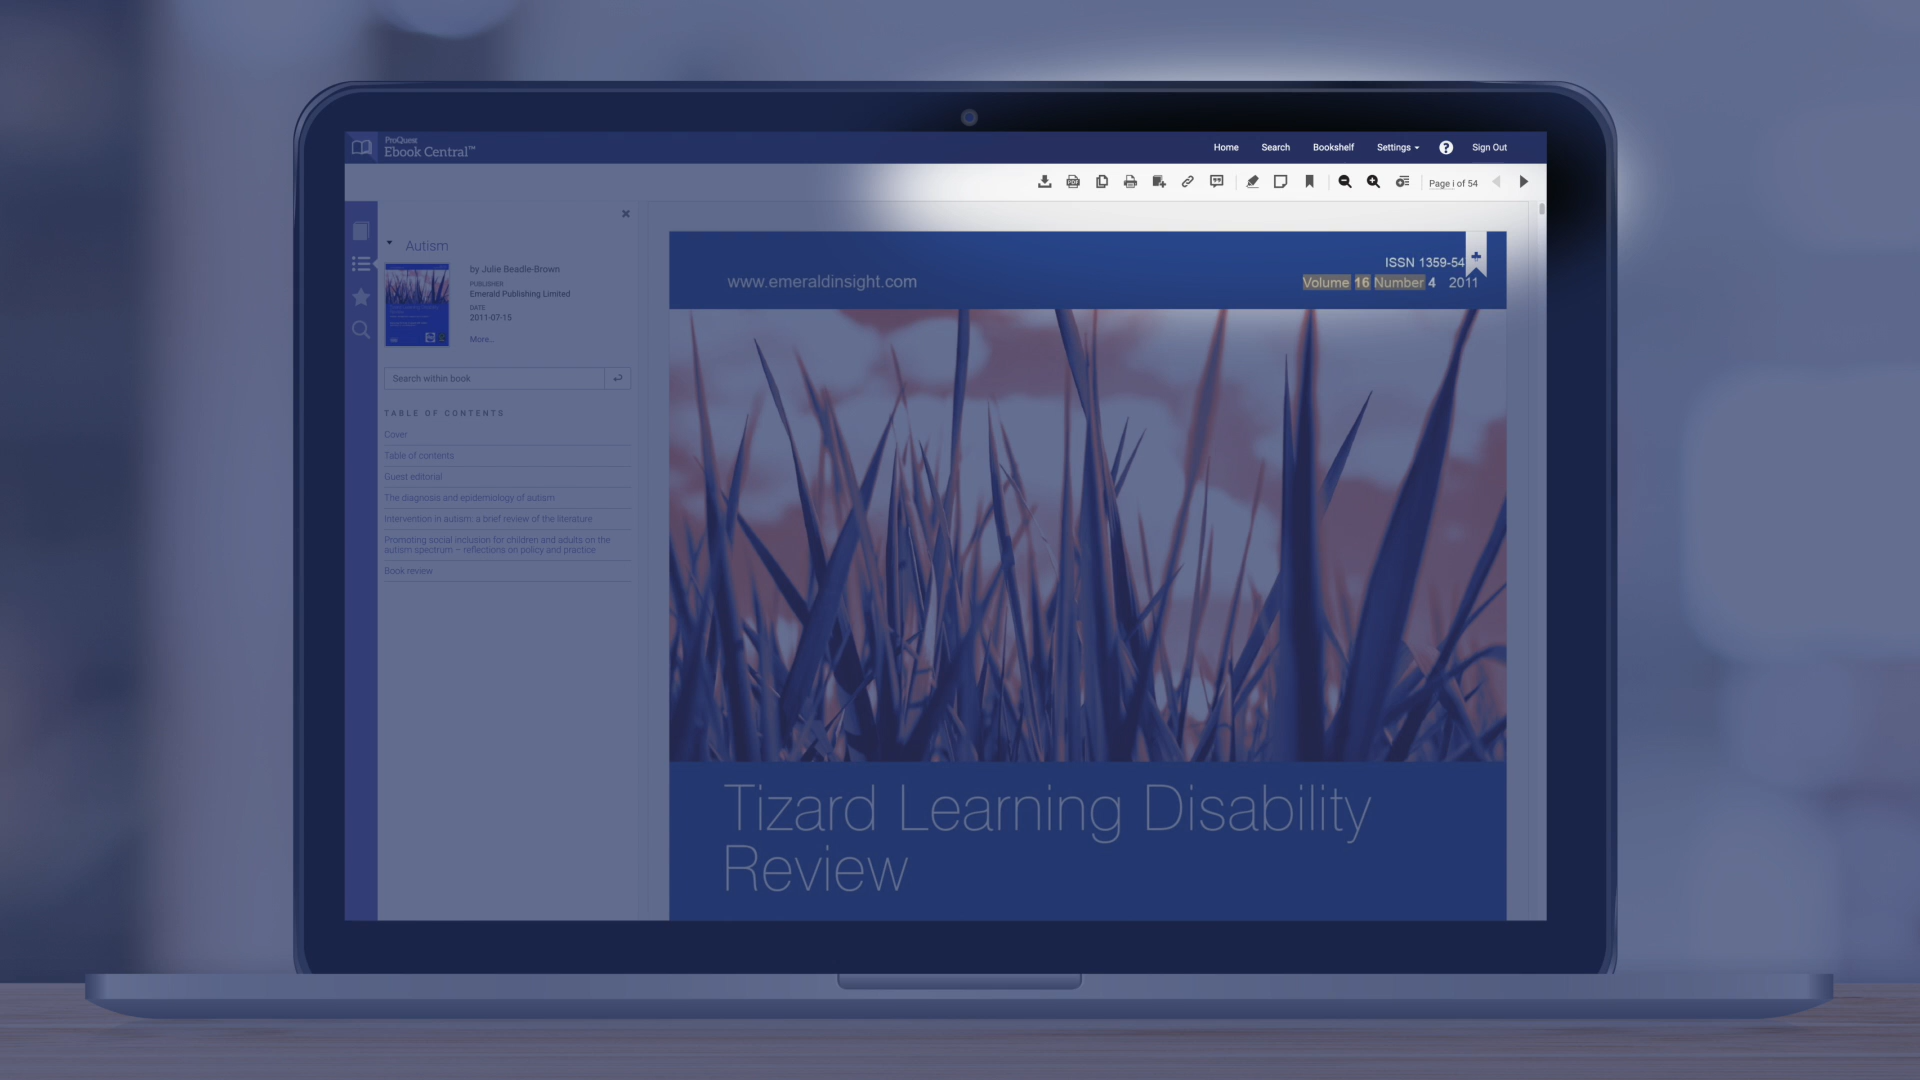 ProQuest
Ebook Central™
Home Search Bookshelf Settings ? Sign Out
PDF
Page i of 54
Autism
by Julie Beadle-Brown
PUBLISHER
Emerald Publishing Limited
DATE
2011-07-15
More...
Search within book
TABLE OF CONTENTS
Cover
Table of contents
Guest editorial
The diagnosis and epidemiology of autism
Intervention in autism: a brief review of the literature
Promoting social inclusion for children and adults on the
autism spectrum – reflections on policy and practice
Book review
ISSN 1359-54
www.emeraldinsight.com
Volume 16 Number 4 2011
Tizard Learning Disability
Review